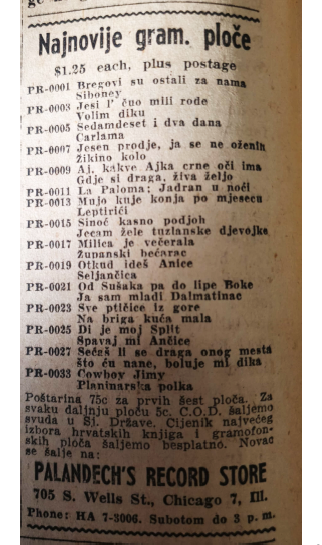 Najnovije gram. ploče
$1.25 each, plus postage
PR-0001 Bregovi su ostali za nama
Siboney
PR-0003 Jesi l' čuo mili rode
Volim diku
PR-0005 Sedamdeset i dva dana
Carlama
PR-0007 Jesen prodje, ja se ne oženih
Žikino kolo
PR-0009 Aj, kakve Ajka crne oči ima
Gdje si draga, živa željo
PR-0011 La Paloma; Jadran u noći
PR-0013 Mujo kuje konja po mjesecu
Leptirići
PR-0015 Sinoć kasno podjoh
Jecam žele tuzlanske djevojke
PR-0017 Milica je večerala
Županski bećarac
PR-0019 Otkud ideš Anice
Seljančica
PR-0021 Od Sušaka pa do lipe Boke
Ja sam mladi Dalmatinac
PR-0023 Sve ptičice iz gore
Na brigu kuća mala
PR-0025 Di je moj Split
Spavaj mi Ančice
PR-0027 Sećaš li se draga onog mesta
što ću nane, boluje mi dika
PR-0033 Cowboy Jimy
Planinarska polka
Poštarina 75c za prvih šest ploča. Za
svaku daljnju ploču 5c. C.O.D. šaljemo
svuda u Sj. Države. Cijenik najvećeg
izbora hrvatskih knjiga i gramofon-
skih ploča šaljemo besplatno. Novac
se šalje na:
PALANDECH'S RECORD STORE
705 S. Wells St., Chicago 7, Ill.
Phone: HA 7-3006. Subotom do 3 p. m.